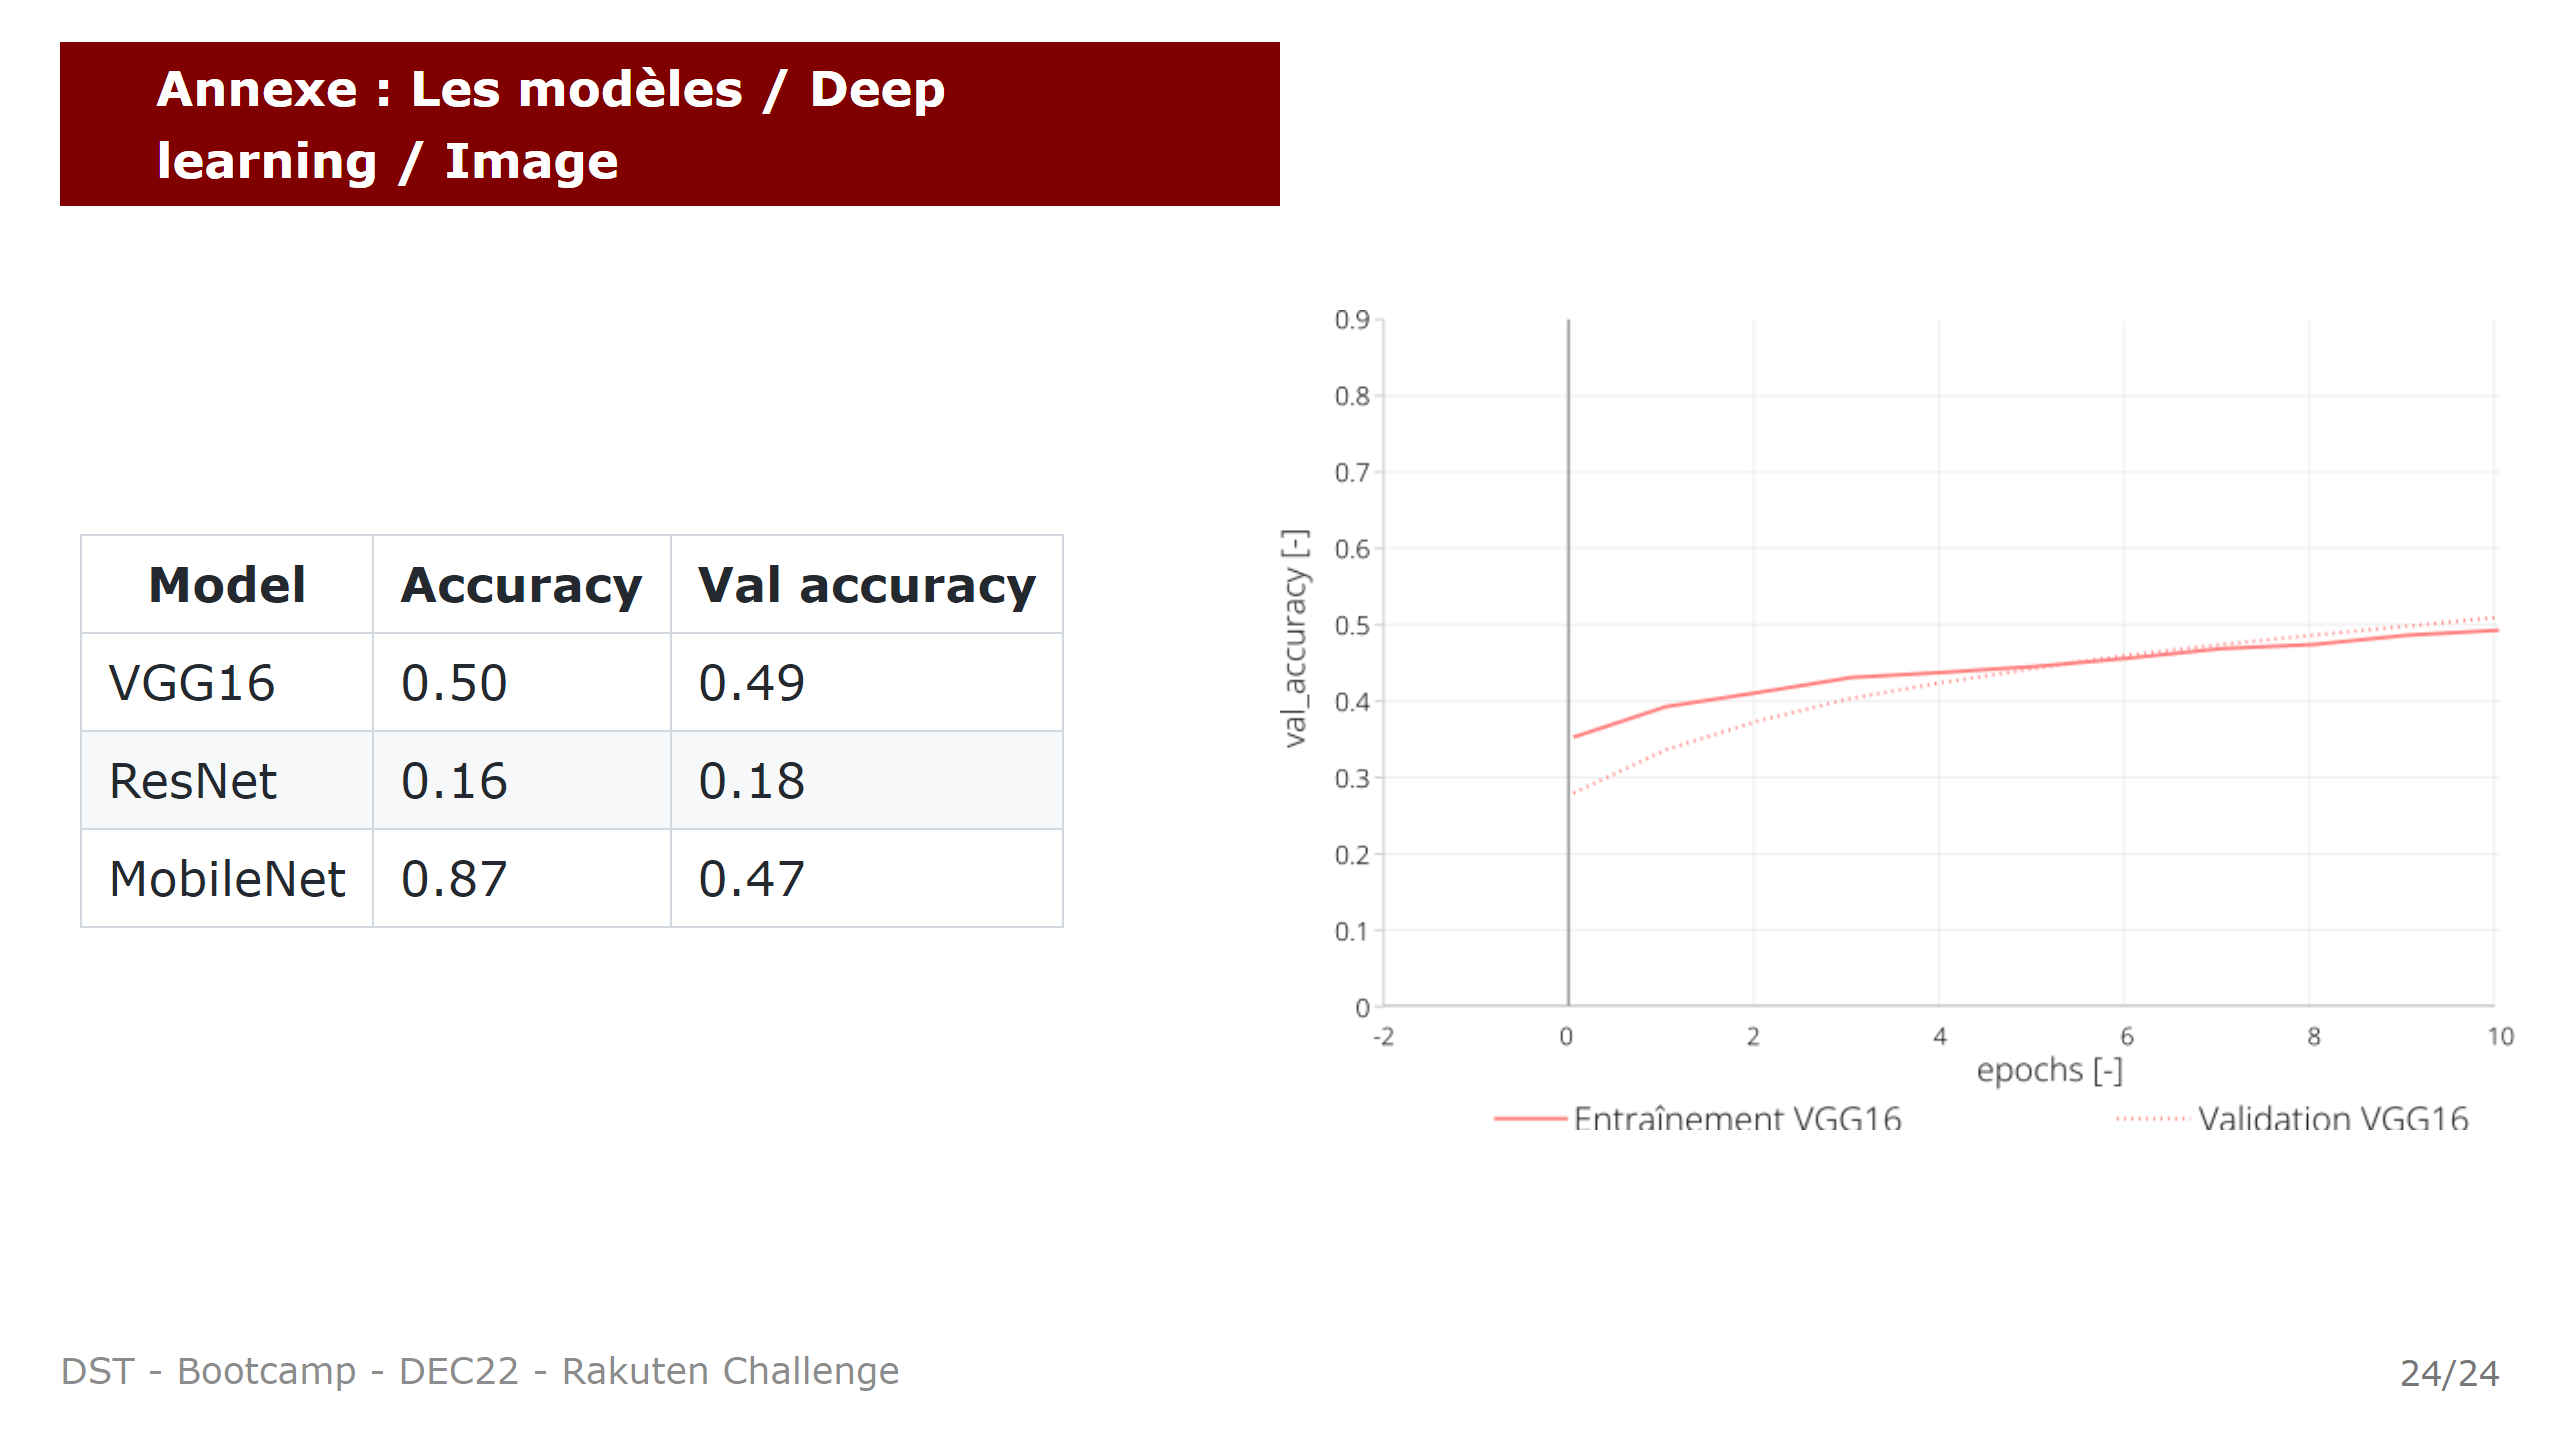 Annexe : Les modèles / Deep
learning / Image
Model Accuracy Val accuracy
VGG16 0.50 0.49
ResNet 0.16 0.18
MobileNet 0.87 0.47
val_accuracy [-]
0.9
0.8
0.7
0.6
0.5
0.4
0.3
0.2
0.1
0
-2 0 2 4 6 8 10
epochs [-]
Entraînement VGG16 Validation VGG16
DST - Bootcamp - DEC22 - Rakuten Challenge
24/24